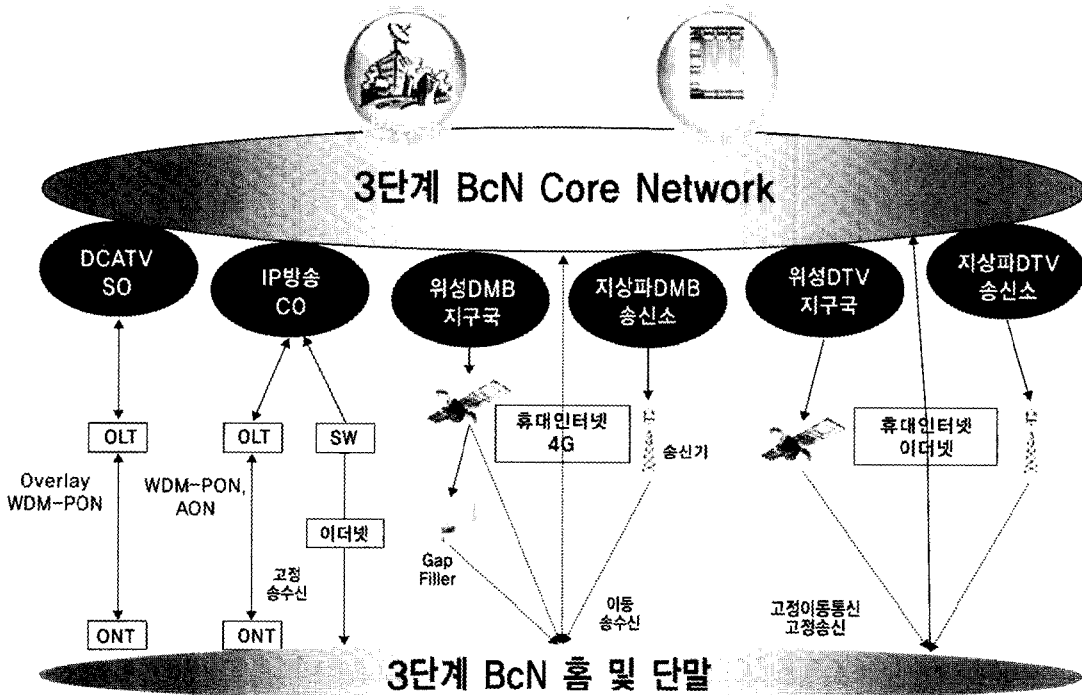 3단계 BcN Core Network
DCATV
SO
IP방송
CO
위성DMB
지구국
지상파DMB
송신소
위성DTV
지구국
지상파DTV
송신소
OLT
OLT
SW
휴대인터넷
4G
송신기
휴대인터넷
이더넷
Overlay
WDM-PON
WDM-PON,
AON
이더넷
Gap
Filler
고정
송수신
이동
송수신
고정이동통신
고정송신
ONT
ONT
3단계 BcN 홈 및 단말